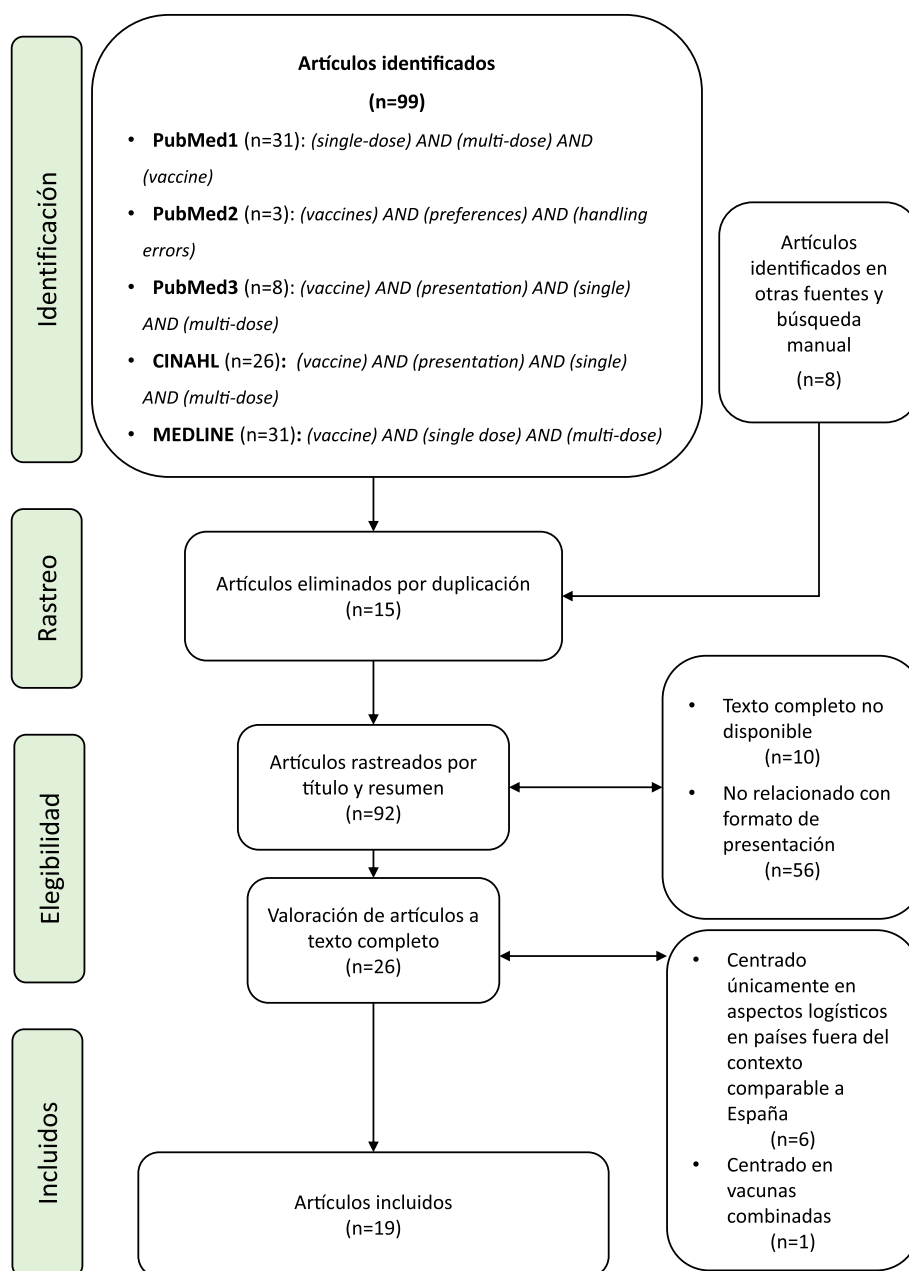 Identificación
Artículos identificados
(n=99)
• PubMed1 (n=31): (single-dose) AND (multi-dose) AND
(vaccine)
• PubMed2 (n=3): (vaccines) AND (preferences) AND (handling
errors)
• PubMed3 (n=8): (vaccine) AND (presentation) AND (single)
AND (multi-dose)
• CINAHL (n=26): (vaccine) AND (presentation) AND (single)
AND (multi-dose)
• MEDLINE (n=31): (vaccine) AND (single dose) AND (multi-dose)
Artículos
identificados en
otras fuentes y
búsqueda
manual
(n=8)
Rastreo
Artículos eliminados por duplicación
(n=15)
Elegibilidad
Artículos rastreados por
título y resumen
(n=92)
• Texto completo no
disponible
(n=10)
• No relacionado con
formato de
presentación
(n=56)
Valoración de artículos a
texto completo
(n=26)
• Centrado
únicamente en
aspectos logísticos
en países fuera del
contexto
comparable a
España
(n=6)
• Centrado en
vacunas
combinadas
(n=1)
Incluidos
Artículos incluidos
(n=19)